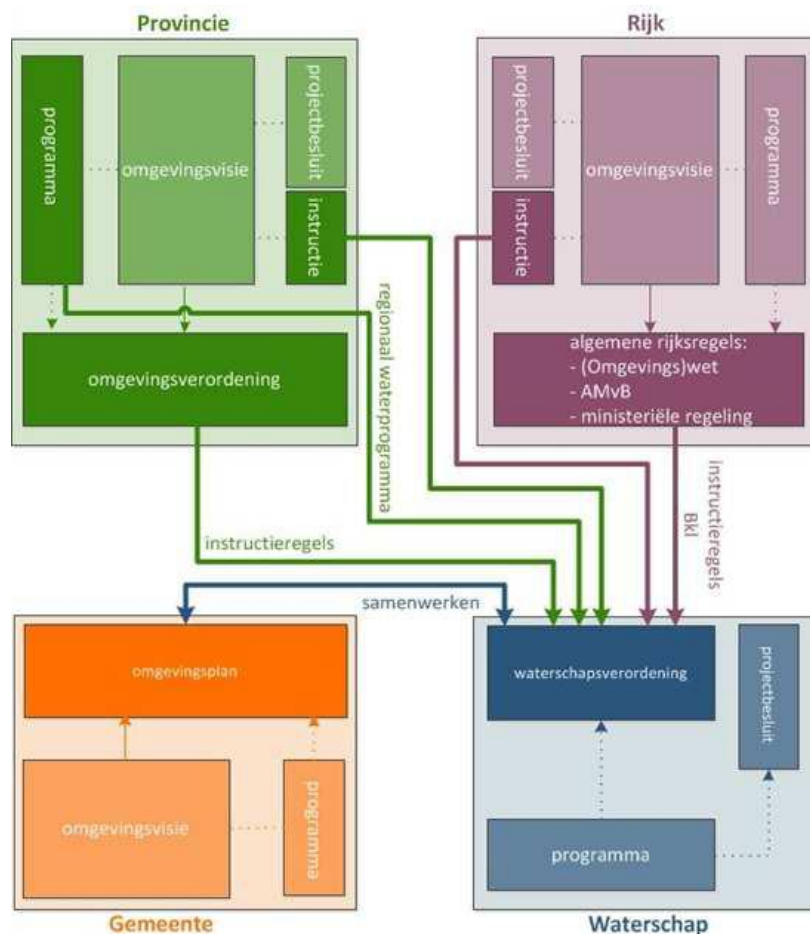 Provincie
programma
omgevingsvisie
projectbesluit
instructie
omgevingsverordening
Rijk
projectbesluit
instructie
omgevingsvisie
programma
algemene rijksregels:
- (Omgevings)wet
- AMvB
- ministeriële regeling
regionaal waterprogramma
instructieregels
instructieregels
Bkl
samenwerken
omgevingsplan
omgevingsvisie
programma
Gemeente
waterschapsverordening
projectbesluit
programma
Waterschap